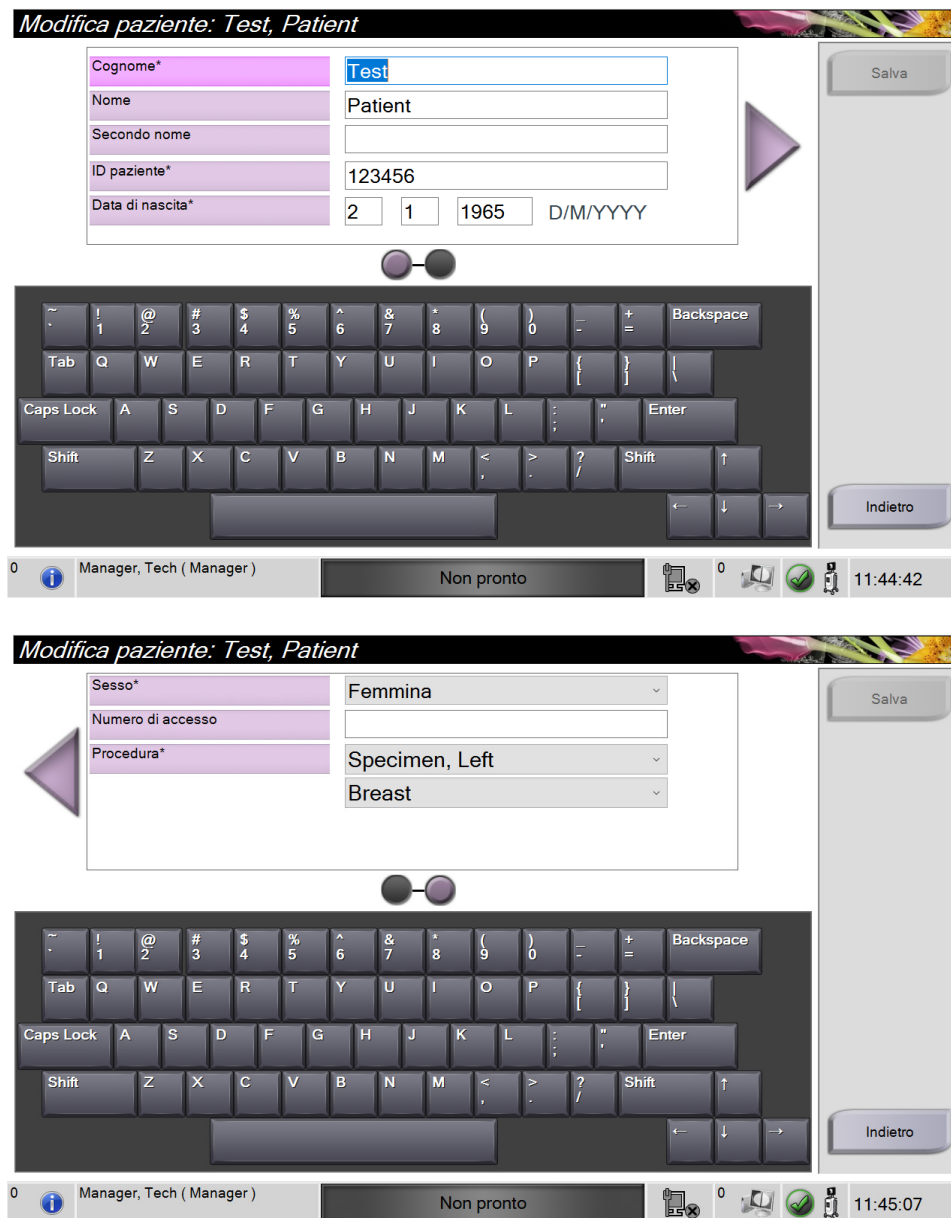 Modifica paziente: Test, Patient
Cognome* Test
Salva
Nome Patient
Secondo nome
ID paziente* 123456
Data di nascita* 2 1 1965 D/M/YYYY
~ ! @ # $ % ^ & * ( ) _ + Backspace
` 1 2 3 4 5 6 7 8 9 0 - =
Tab Q W E R T Y U I O P { } |
[ ] \
Caps Lock A S D F G H J K L : " Enter
; '
Shift Z X C V B N M < > ? Shift ↑
, . /
← ↓ →
Indietro
0 Manager, Tech ( Manager ) Non pronto 0 11:44:42
Modifica paziente: Test, Patient
Sesso* Femmina
Salva
Numero di accesso
Procedura* Specimen, Left
Breast
~ ! @ # $ % ^ & * ( ) _ + Backspace
` 1 2 3 4 5 6 7 8 9 0 - =
Tab Q W E R T Y U I O P { } |
[ ] \
Caps Lock A S D F G H J K L : " Enter
; '
Shift Z X C V B N M < > ? Shift ↑
, . /
← ↓ →
Indietro
0 Manager, Tech ( Manager ) Non pronto 0 11:45:07